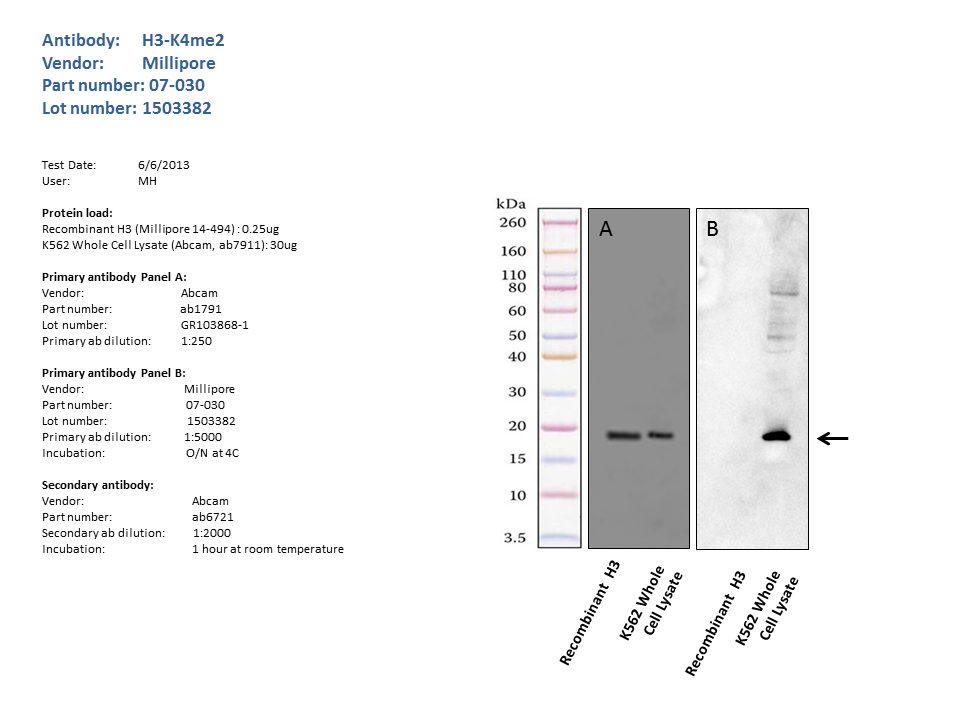 Antibody: H3-K4me2
Vendor: Millipore
Part number: 07-030
Lot number: 1503382
Test Date: 6/6/2013
User: MH
Protein load:
Recombinant H3 (Millipore 14-494) : 0.25ug
K562 Whole Cell Lysate (Abcam, ab7911): 30ug
Primary antibody Panel A:
Vendor: Abcam
Part number: ab1791
Lot number: GR103868-1
Primary ab dilution: 1:250
Primary antibody Panel B:
Vendor: Millipore
Part number: 07-030
Lot number: 1503382
Primary ab dilution: 1:5000
Incubation: O/N at 4C
Secondary antibody:
Vendor: Abcam
Part number: ab6721
Secondary ab dilution: 1:2000
Incubation: 1 hour at room temperature
kDa
260
160
110
80
60
50
40
30
20
15
10
3.5
A
B
Recombinant H3
K562 Whole
Cell Lysate
Recombinant H3
K562 Whole
Cell Lysate